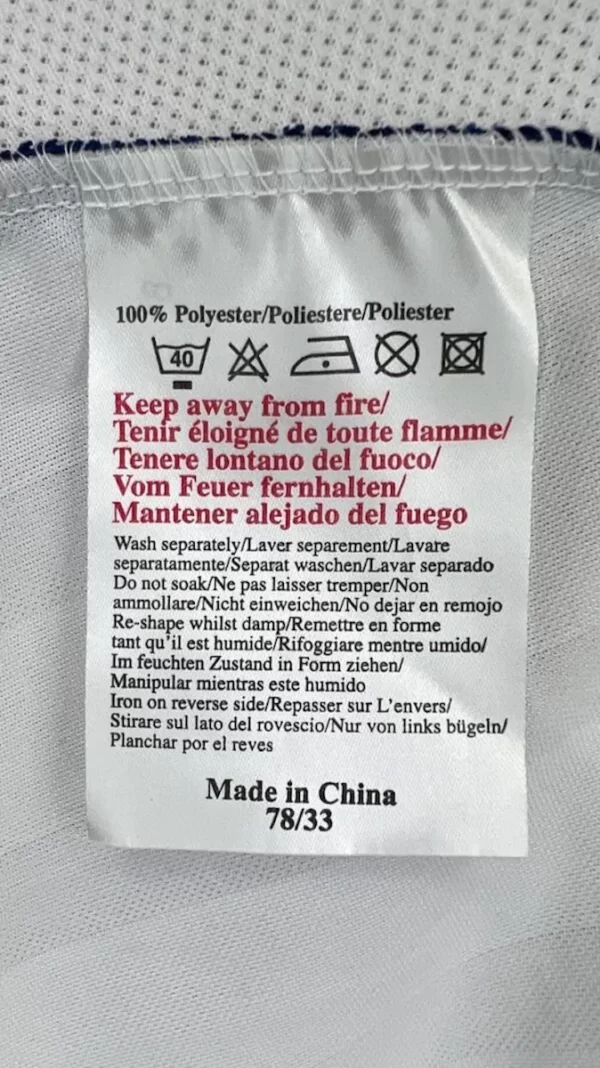 100% Polyester/Poliestere/Poliester
40
Keep away from fire/
Tenir éloigné de toute flamme/
Tenere lontano del fuoco/
Vom Feuer fernhalten/
Mantener alejado del fuego
Wash separately/Laver separement/Lavare
separatamente/Separat waschen/Lavar separado
Do not soak/Ne pas laisser tremper/Non
ammollare/Nicht einweichen/No dejar en remojo
Re-shape whilst damp/Remettre en forme
tant qu'il est humide/Rifoggiare mentre umido/
Im feuchten Zustand in Form ziehen/
Manipular mientras este humido
Iron on reverse side/Repasser sur L'envers/
Stirare sul lato del rovescio/Nur von links bügeln/
Planchar por el reves
Made in China
78/33